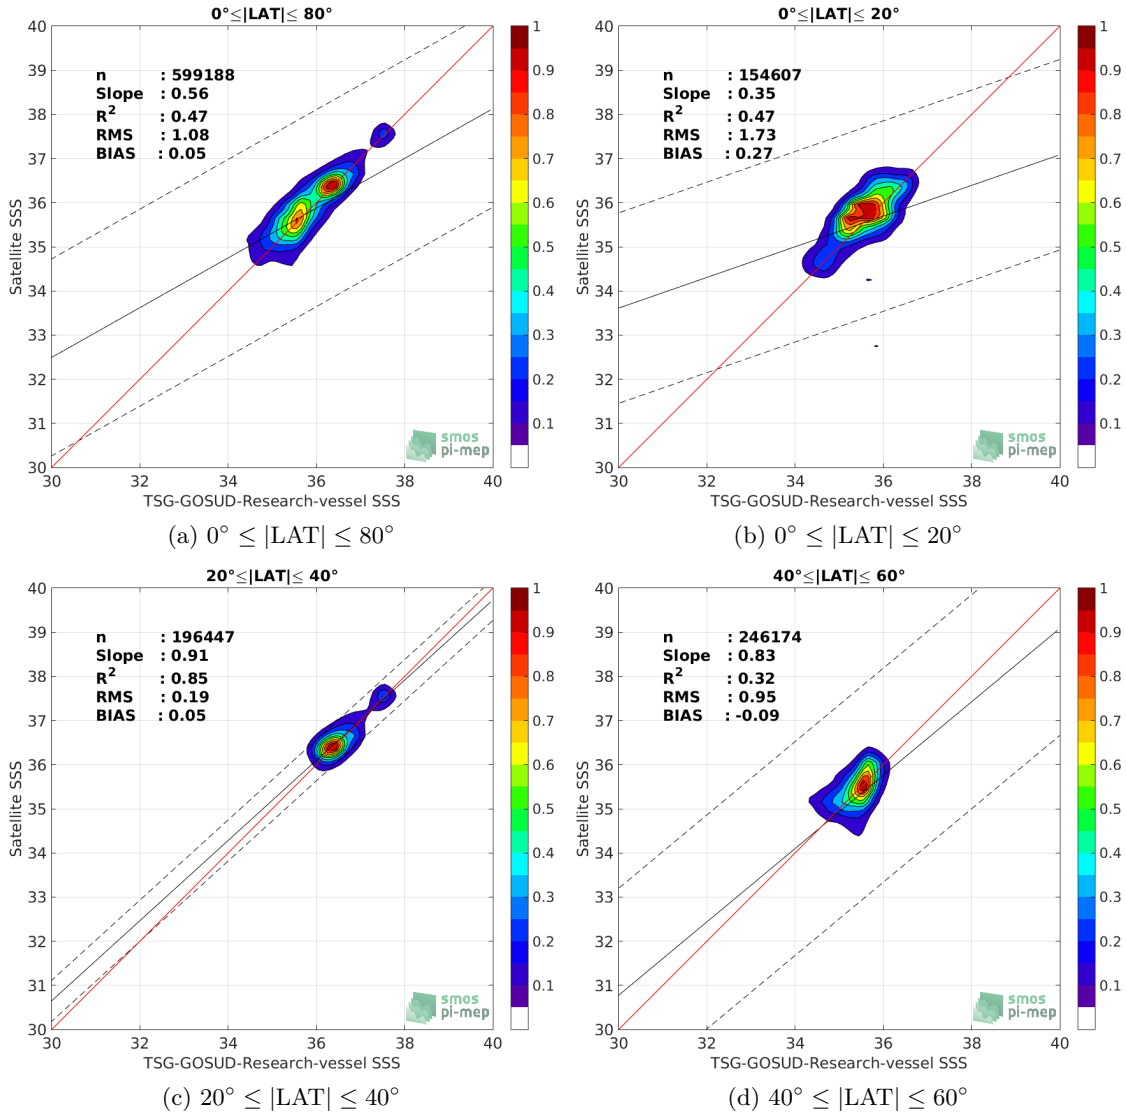 0°≤|LAT|≤ 80°
40
39
38
37
36
35
34
33
32
31
30
Satellite SSS
n : 599188
Slope : 0.56
R² : 0.47
RMS : 1.08
BIAS : 0.05
smos
pi-mep
30 32 34 36 38 40
TSG-GOSUD-Research-vessel SSS
1
0.9
0.8
0.7
0.6
0.5
0.4
0.3
0.2
0.1
(a) 0° ≤ |LAT| ≤ 80°
0°≤|LAT|≤ 20°
40
39
38
37
36
35
34
33
32
31
30
Satellite SSS
n : 154607
Slope : 0.35
R² : 0.47
RMS : 1.73
BIAS : 0.27
smos
pi-mep
30 32 34 36 38 40
TSG-GOSUD-Research-vessel SSS
1
0.9
0.8
0.7
0.6
0.5
0.4
0.3
0.2
0.1
(b) 0° ≤ |LAT| ≤ 20°
20°≤|LAT|≤ 40°
40
39
38
37
36
35
34
33
32
31
30
Satellite SSS
n : 196447
Slope : 0.91
R² : 0.85
RMS : 0.19
BIAS : 0.05
smos
pi-mep
30 32 34 36 38 40
TSG-GOSUD-Research-vessel SSS
1
0.9
0.8
0.7
0.6
0.5
0.4
0.3
0.2
0.1
(c) 20° ≤ |LAT| ≤ 40°
40°≤|LAT|≤ 60°
40
39
38
37
36
35
34
33
32
31
30
Satellite SSS
n : 246174
Slope : 0.83
R² : 0.32
RMS : 0.95
BIAS : -0.09
smos
pi-mep
30 32 34 36 38 40
TSG-GOSUD-Research-vessel SSS
1
0.9
0.8
0.7
0.6
0.5
0.4
0.3
0.2
0.1
(d) 40° ≤ |LAT| ≤ 60°